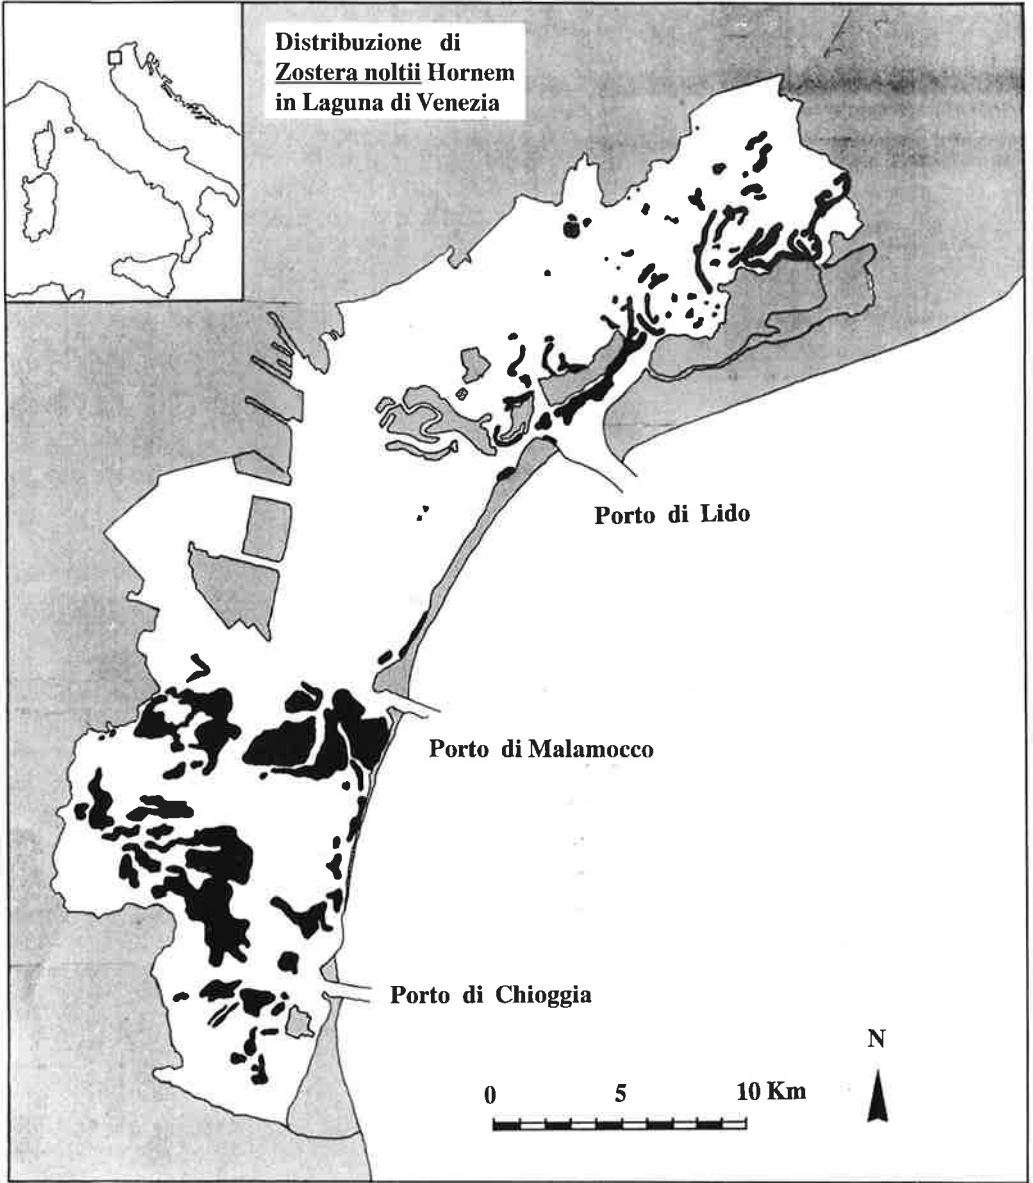 Distribuzione di
Zostera noltii Hornem
in Laguna di Venezia
Porto di Lido
Porto di Malamocco
Porto di Chioggia
N
0 5 10 Km